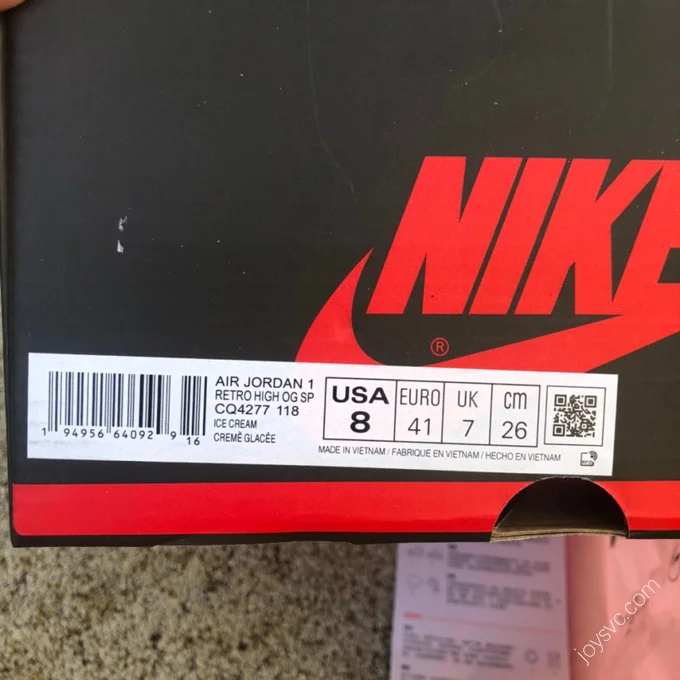 NIKE
®
AIR JORDAN 1
RETRO HIGH OG SP
CQ4277 118
ICE CREAM
CREMÈ GLACÉE
1 94956 64092 9 16
USA
8
EURO
41
UK
7
cm
26
MADE IN VIETNAM / FABRIQUE EN VIETNAM / HECHO EN VIETNAM
joysvc.com